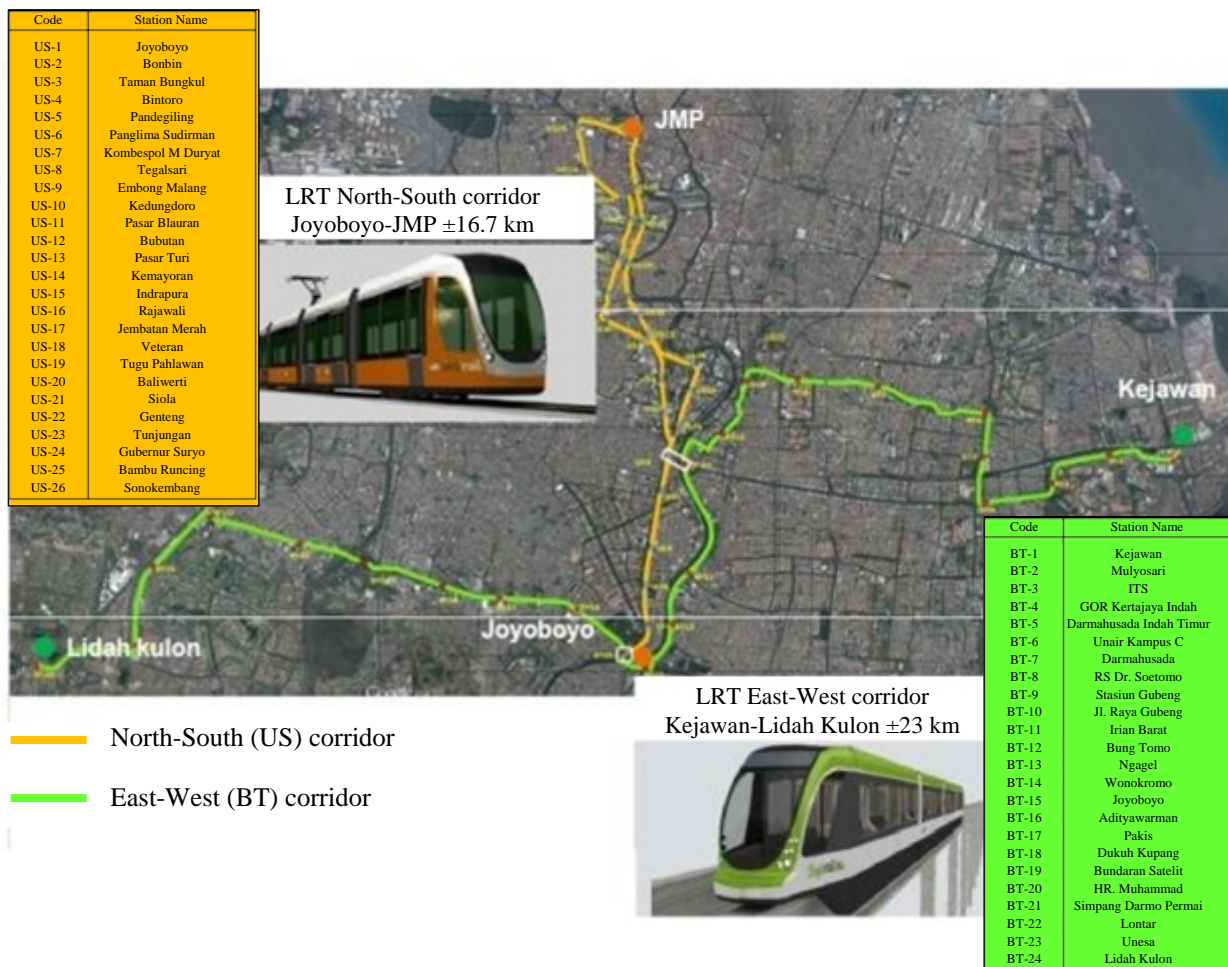 Code Station Name
US-1 Joyoboyo
US-2 Bonbin
US-3 Taman Bungkul
US-4 Bintoro
US-5 Pandegiling
US-6 Panglima Sudirman
US-7 Kombespol M Duryat
US-8 Tegalsari
US-9 Embong Malang
US-10 Kedungdoro
US-11 Pasar Blauran
US-12 Bubutan
US-13 Pasar Turi
US-14 Kemayoran
US-15 Indrapura
US-16 Rajawali
US-17 Jembatan Merah
US-18 Veteran
US-19 Tugu Pahlawan
US-20 Baliwerti
US-21 Siola
US-22 Genteng
US-23 Tunjungan
US-24 Gubernur Suryo
US-25 Bambu Runcing
US-26 Sonokembang
JMP
LRT North-South corridor
Joyoboyo-JMP ±16.7 km
Kejawan
Joyoboyo
Lidah kulon
LRT East-West corridor
Kejawan-Lidah Kulon ±23 km
North-South (US) corridor
East-West (BT) corridor
Code Station Name
BT-1 Kejawan
BT-2 Mulyosari
BT-3 ITS
BT-4 GOR Kertajaya Indah
BT-5 Darmahusada Indah Timur
BT-6 Unair Kampus C
BT-7 Darmahusada
BT-8 RS Dr. Soetomo
BT-9 Stasiun Gubeng
BT-10 Jl. Raya Gubeng
BT-11 Irian Barat
BT-12 Bung Tomo
BT-13 Ngagel
BT-14 Wonokromo
BT-15 Joyoboyo
BT-16 Adityawarman
BT-17 Pakis
BT-18 Dukuh Kupang
BT-19 Bundaran Satelit
BT-20 HR. Muhammad
BT-21 Simpang Darmo Permai
BT-22 Lontar
BT-23 Unesa
BT-24 Lidah Kulon